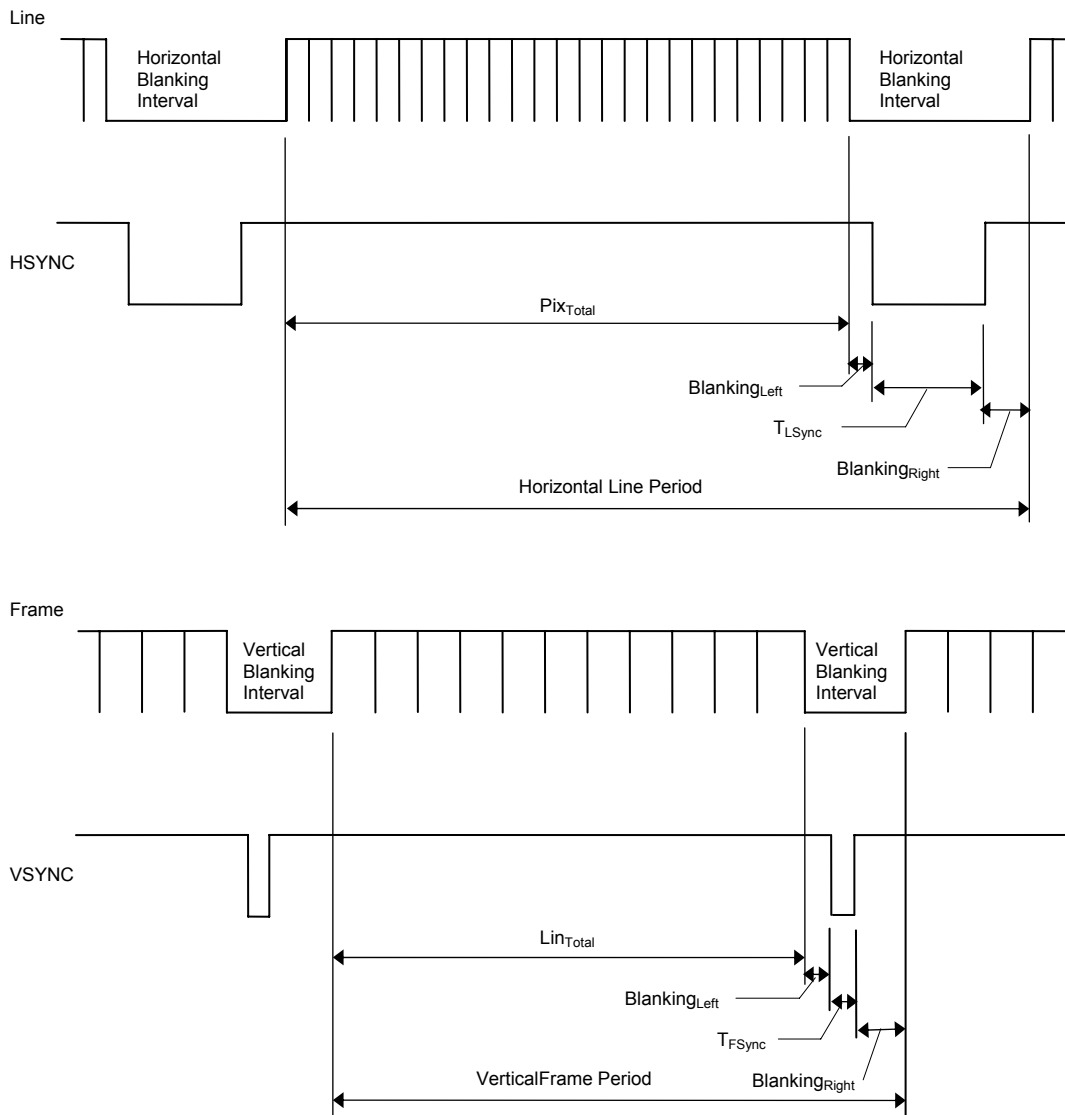 Line
Horizontal
Blanking
Interval
Horizontal
Blanking
Interval
HSYNC
PixTotal
BlankingLeft
TLSync
BlankingRight
Horizontal Line Period
Frame
Vertical
Blanking
Interval
Vertical
Blanking
Interval
VSYNC
LinTotal
BlankingLeft
TFSync
BlankingRight
VerticalFrame Period